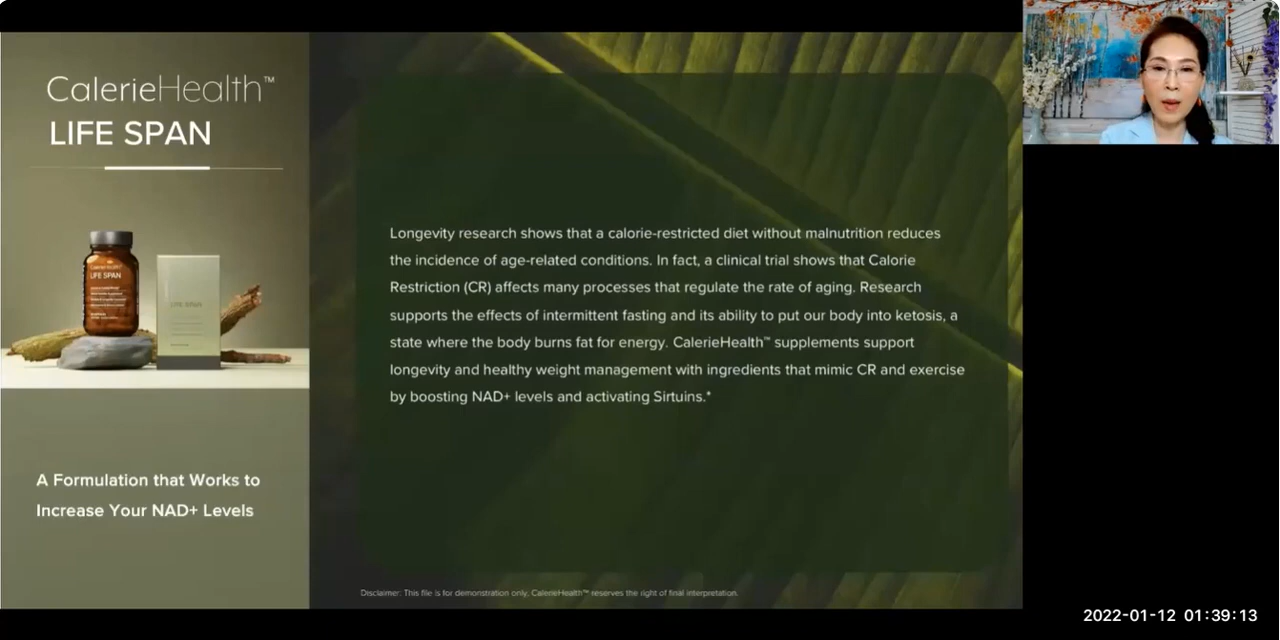 CalerieHealth™
LIFE SPAN
LIFE SPAN
LIFE SPAN
A Formulation that Works to
Increase Your NAD+ Levels
Longevity research shows that a calorie-restricted diet without malnutrition reduces
the incidence of age-related conditions. In fact, a clinical trial shows that Calorie
Restriction (CR) affects many processes that regulate the rate of aging. Research
supports the effects of intermittent fasting and its ability to put our body into ketosis, a
state where the body burns fat for energy. CalerieHealth™ supplements support
longevity and healthy weight management with ingredients that mimic CR and exercise
by boosting NAD+ levels and activating Sirtuins.*
Disclaimer: This file is for demonstration only, CalerieHealth™ reserves the right of final interpretation.
2022-01-12 01:39:13